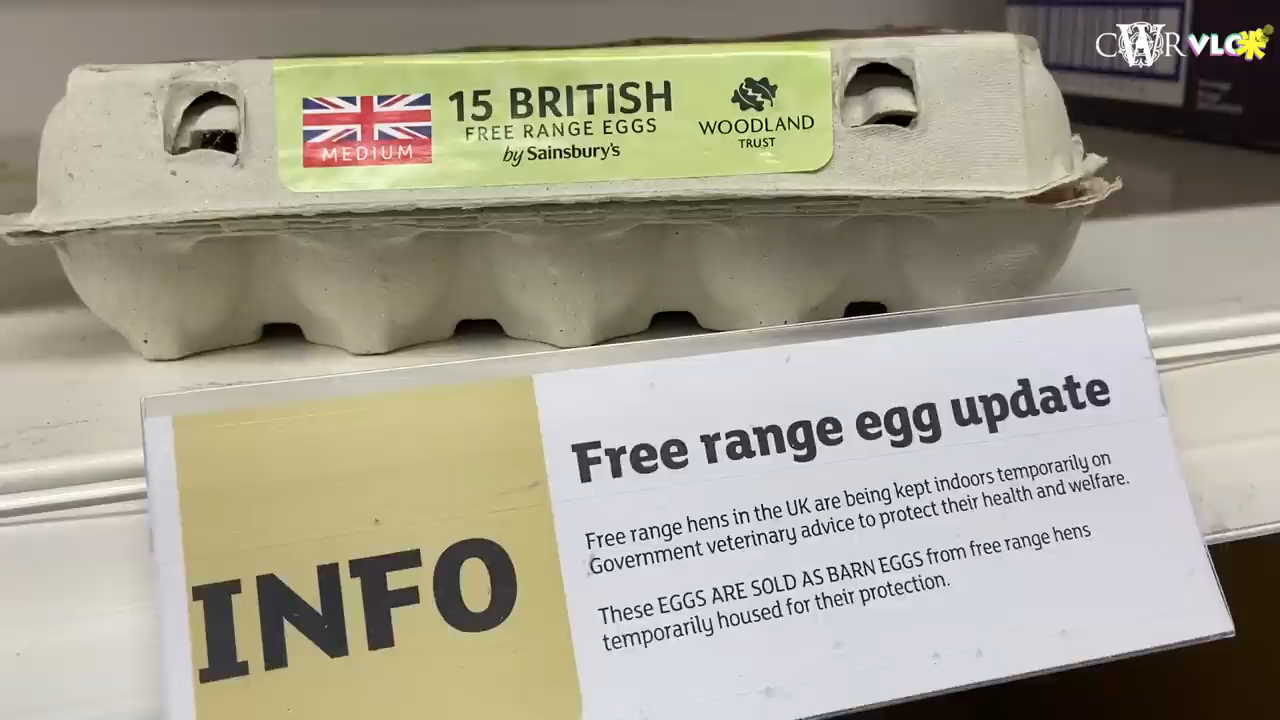 VLOG
15 BRITISH
FREE RANGE EGGS
by Sainsbury's
MEDIUM
WOODLAND
TRUST
INFO
Free range egg update
Free range hens in the UK are being kept indoors temporarily on
Government veterinary advice to protect their health and welfare.
These EGGS ARE SOLD AS BARN EGGS from free range hens
temporarily housed for their protection.